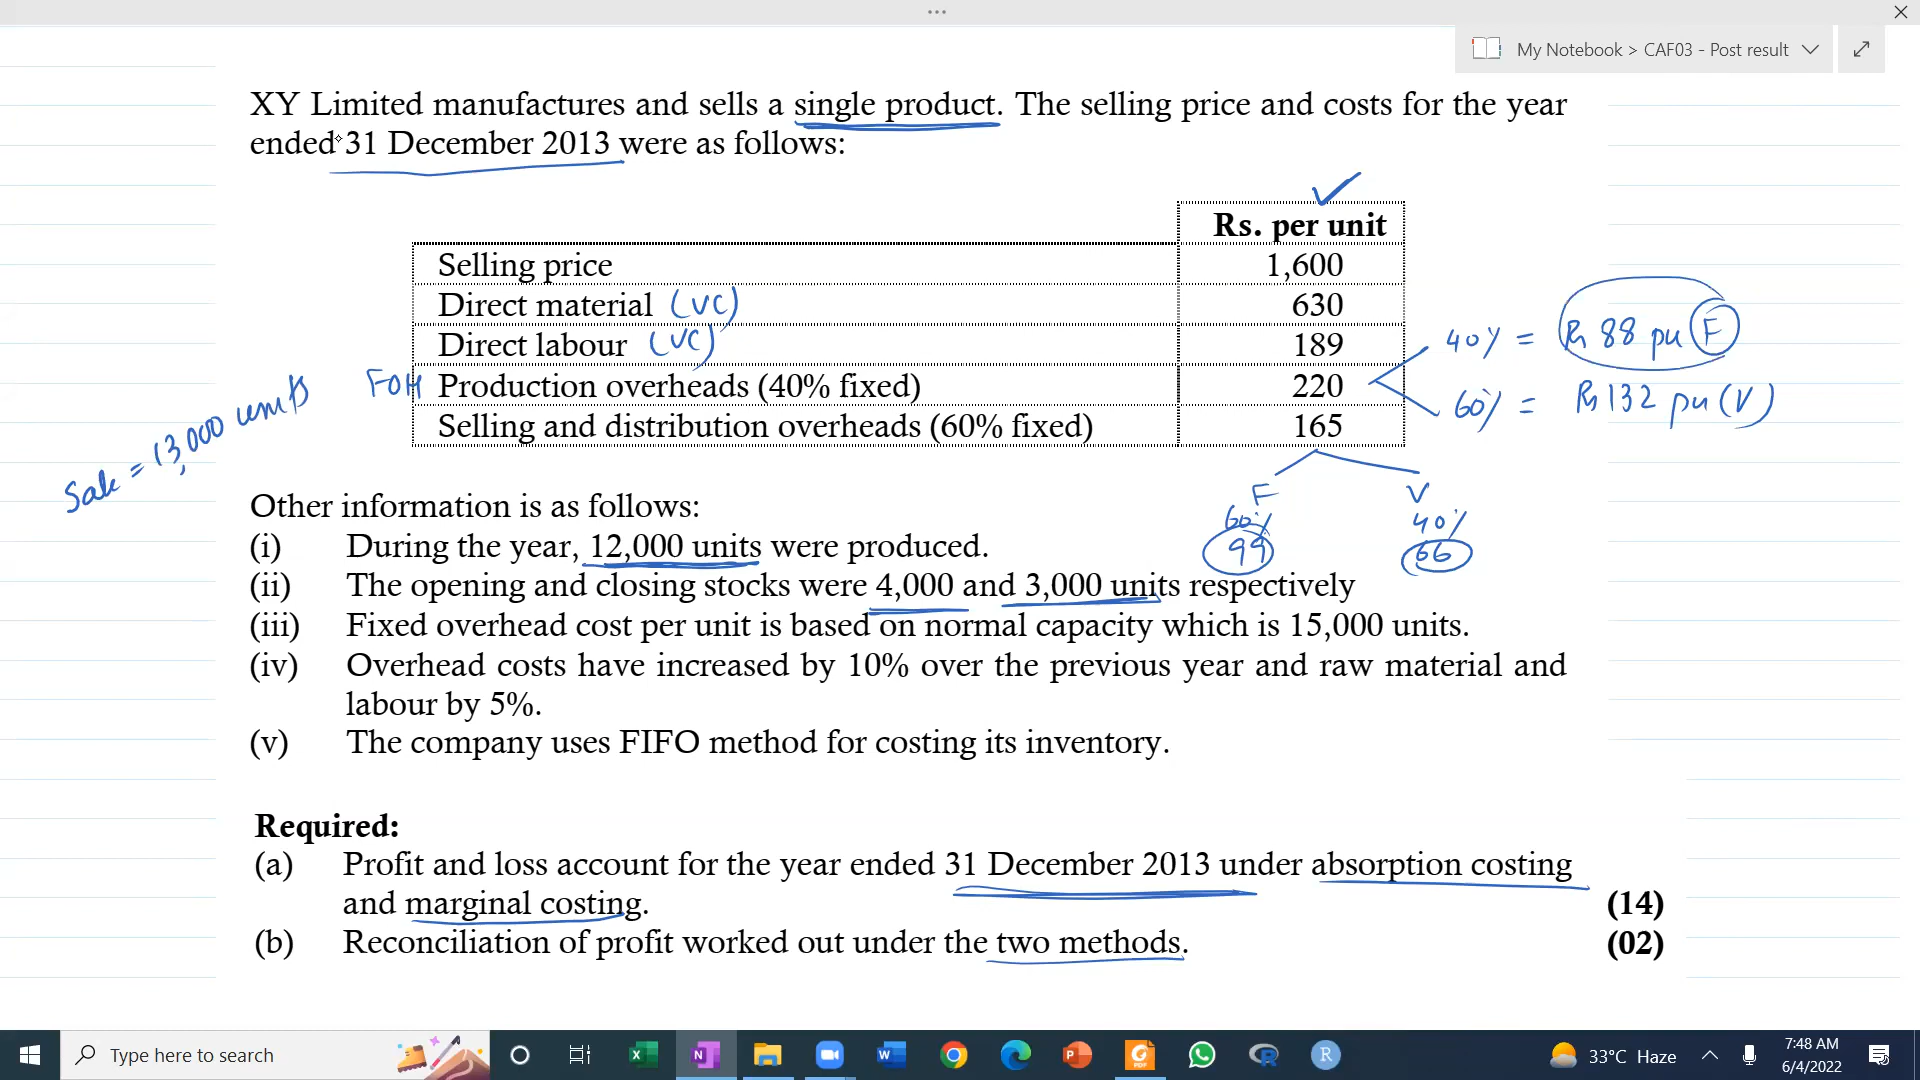 My Notebook > CAF03 - Post result
XY Limited manufactures and sells a single product. The selling price and costs for the year
ended 31 December 2013 were as follows:
Rs. per unit
Selling price 1,600
Direct material (VC) 630
Direct labour (VC) 189
FOH Production overheads (40% fixed) 220
Selling and distribution overheads (60% fixed) 165
40% = Rs 88 pu (F)
60% = Rs 132 pu (V)
Sale = 13,000 units
F V
60% 40%
99 66
Other information is as follows:
(i) During the year, 12,000 units were produced.
(ii) The opening and closing stocks were 4,000 and 3,000 units respectively
(iii) Fixed overhead cost per unit is based on normal capacity which is 15,000 units.
(iv) Overhead costs have increased by 10% over the previous year and raw material and
labour by 5%.
(v) The company uses FIFO method for costing its inventory.
Required:
(a) Profit and loss account for the year ended 31 December 2013 under absorption costing
and marginal costing. (14)
(b) Reconciliation of profit worked out under the two methods. (02)
Type here to search
33°C Haze
7:48 AM
6/4/2022